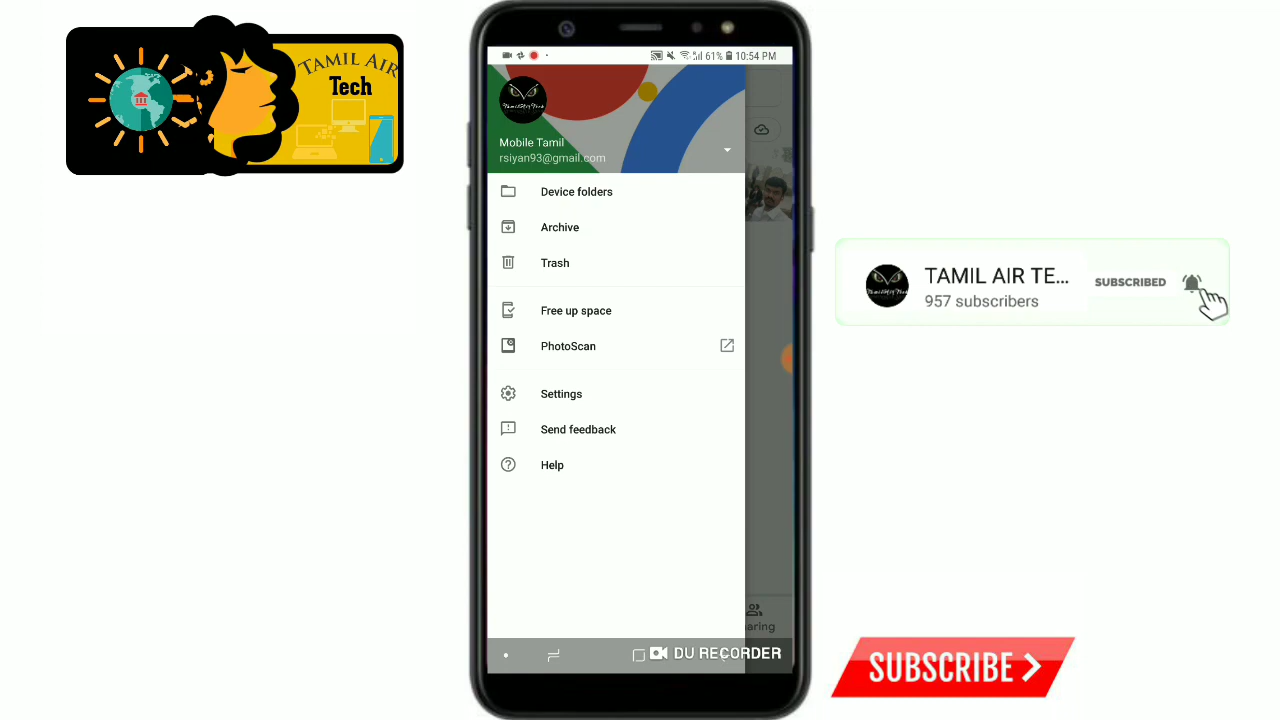 TAMIL AIR
Tech
61% 10:54 PM
Mobile Tamil
rsiyan93@gmail.com
Device folders
Archive
Trash
Free up space
PhotoScan
Settings
Send feedback
Help
aring
DU RECORDER
TAMIL AIR TE...
SUBSCRIBED
957 subscribers
SUBSCRIBE